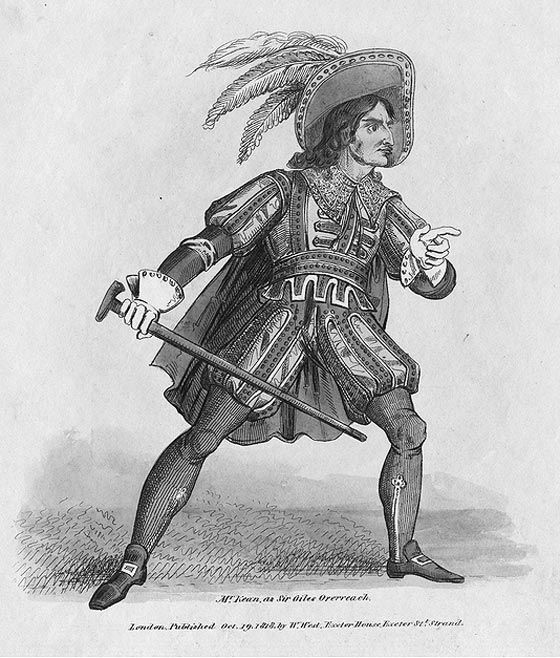 Mr. Kean, as Sir Giles Overreach.
London, Published Oct. 19. 1818, by W. West, Exeter House, Exeter St. Strand.